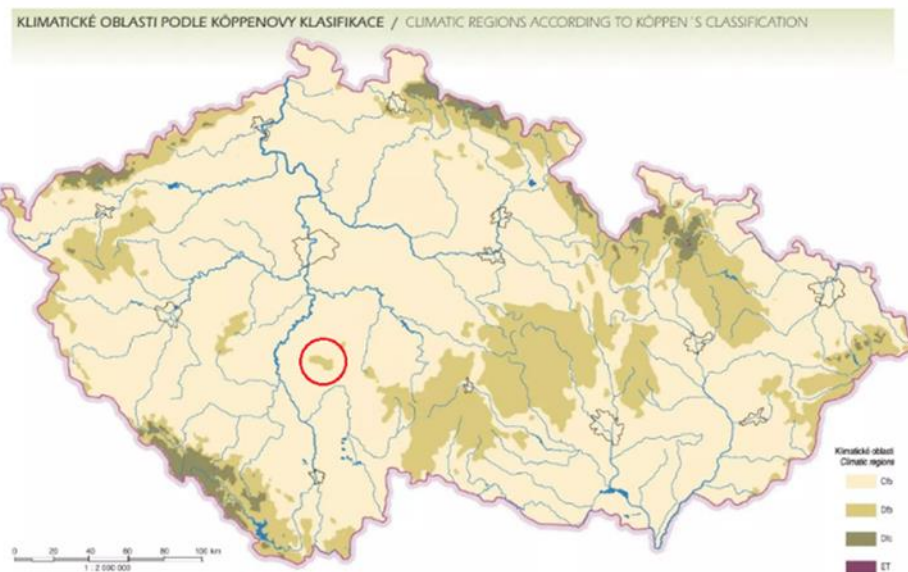 KLIMATICKÉ OBLASTI PODLE KÖPPENOVY KLASIFIKACE / CLIMATIC REGIONS ACCORDING TO KÖPPEN´S CLASSIFICATION
Klimatické oblasti
Climatic regions
Cfb
Dfb
Dfc
ET
0 20 40 60 80 100 km
1 : 2 000 000